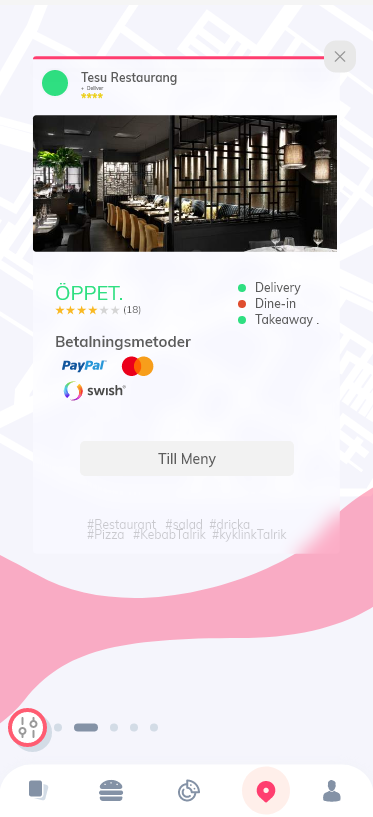 Tesu Restaurang
+ Deliver
ÖPPET.
(18)
Delivery
Dine-in
Takeaway .
Betalningsmetoder
PayPal
swish®
Till Meny
#Restaurant #salad #dricka
#Pizza #KebabTalrik #kyklinkTalrik